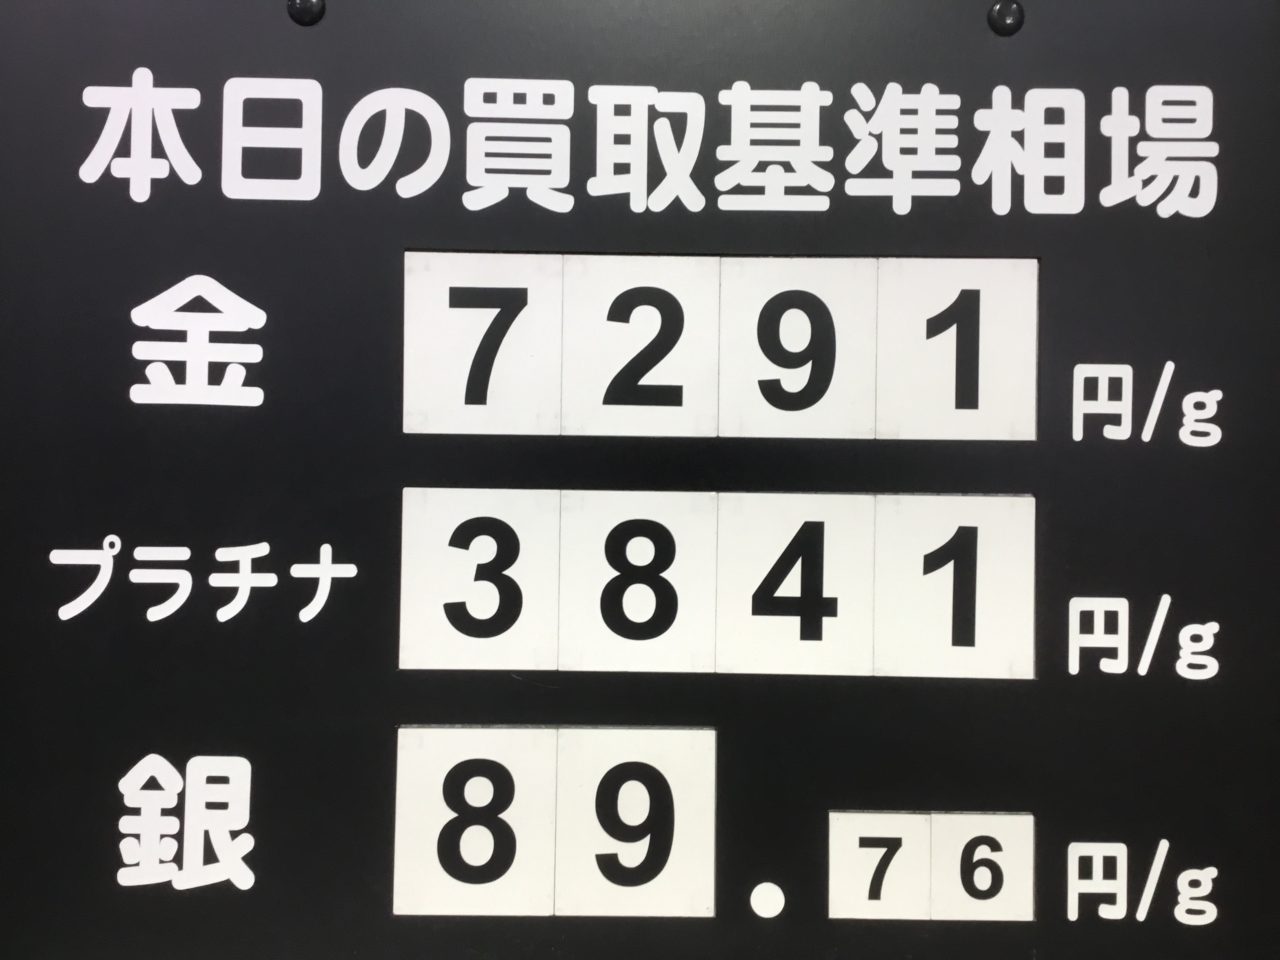 本日の買取基準相場
金 7291 円/g
プラチナ 3841 円/g
銀 89.76 円/g